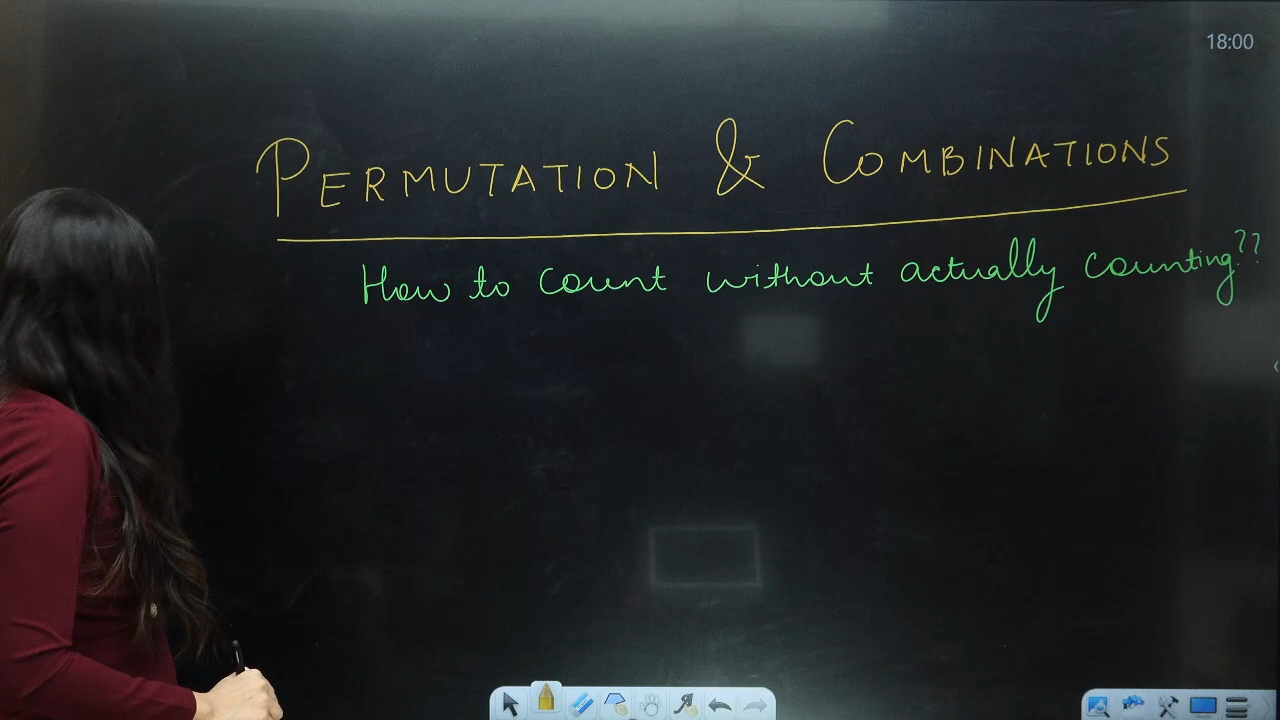 18:00
PERMUTATION & COMBINATIONS
How to count without actually counting??